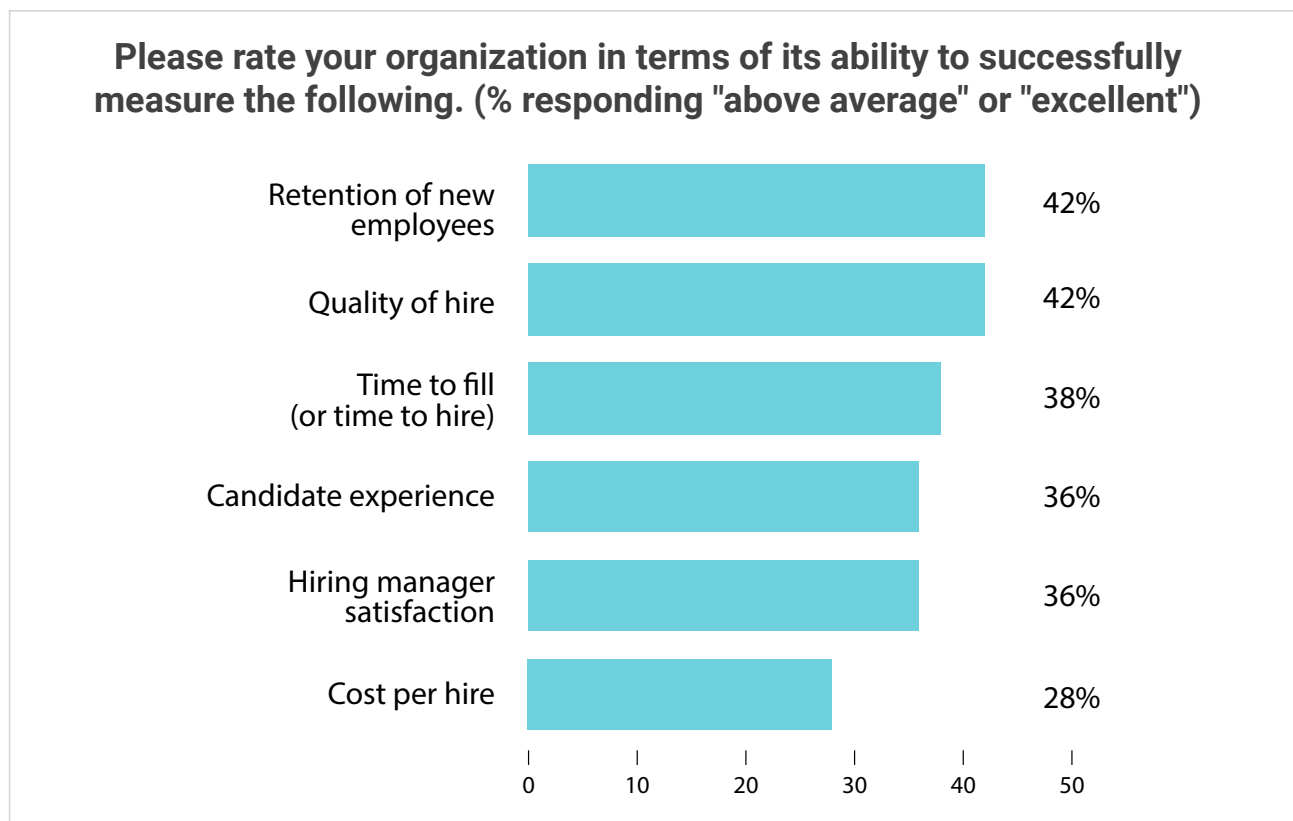 Please rate your organization in terms of its ability to successfully
measure the following. (% responding "above average" or "excellent")
Retention of new
employees
42%
Quality of hire
42%
Time to fill
(or time to hire)
38%
Candidate experience
36%
Hiring manager
satisfaction
36%
Cost per hire
28%
0 10 20 30 40 50